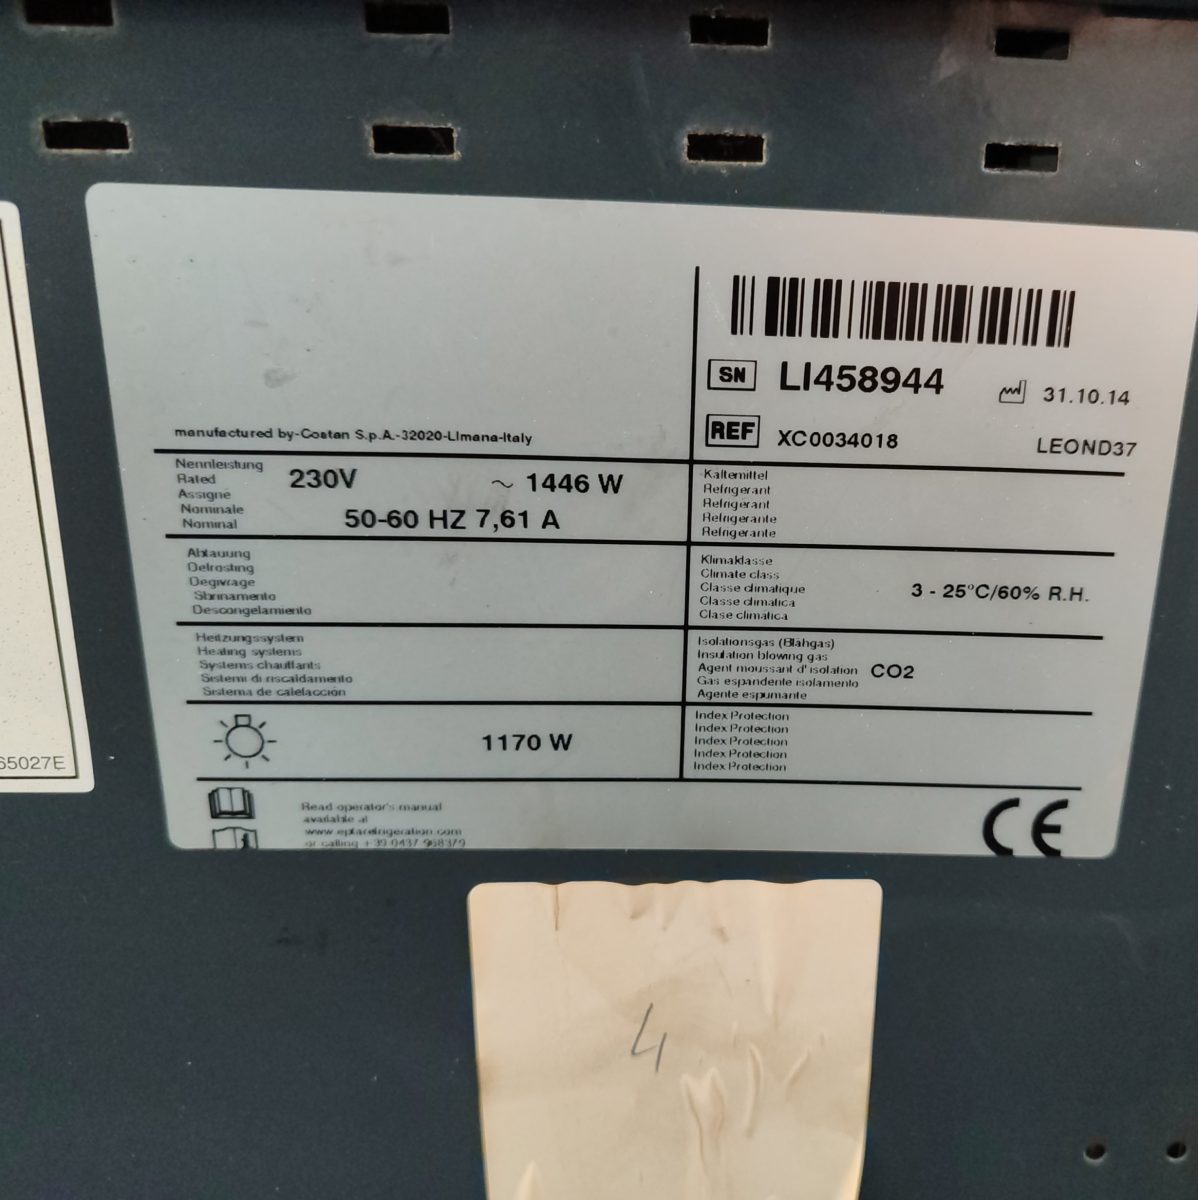 SN LI458944 31.10.14
REF XC0034018 LEOND37
manufactured by-Costan S.p.A.-32020-Limana-Italy
Nennleistung
Rated
Assigné
Nominale
Nominal
230V ~ 1446 W
50-60 HZ 7,61 A
Kaltemittel
Refrigerant
Refrigerant
Refrigerante
Refrigerante
Abtauung
Defrosting
Degivrage
Sbrinamento
Descongelamiento
Klimaklasse
Climate class
Classe climatique
Classe climatica
Clase climatica
3 - 25°C/60% R.H.
Heitzungssystem
Heating systems
Systems chauffants
Sistemi di riscaldamento
Sistema de calefacción
Isolationsgas (Blähgas)
Insulation blowing gas
Agent moussant d'isolation
Gas espandente isolamento
Agente espumante
CO2
1170 W
Index Protection
Index Protection
Index Protection
Index Protection
Index Protection
Read operator's manual
available at
www.eptarefrigeration.com
or calling +39 0437 968379
CE
65027E
4